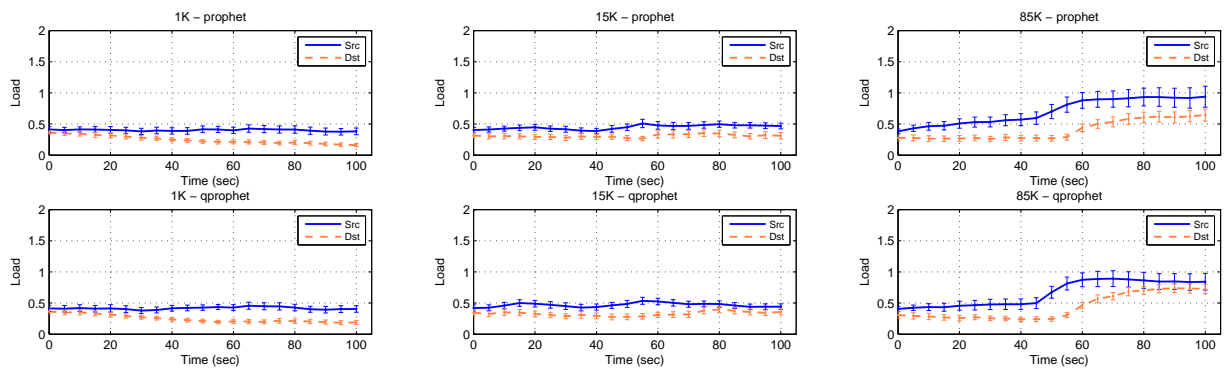 1K − prophet
2
1.5
1
0.5
0
Load
0 20 40 60 80 100
Time (sec)
Src
Dst
15K − prophet
2
1.5
1
0.5
0
Load
0 20 40 60 80 100
Time (sec)
Src
Dst
85K − prophet
2
1.5
1
0.5
0
Load
0 20 40 60 80 100
Time (sec)
Src
Dst
1K − qprophet
2
1.5
1
0.5
0
Load
0 20 40 60 80 100
Time (sec)
Src
Dst
15K − qprophet
2
1.5
1
0.5
0
Load
0 20 40 60 80 100
Time (sec)
Src
Dst
85K − qprophet
2
1.5
1
0.5
0
Load
0 20 40 60 80 100
Time (sec)
Src
Dst